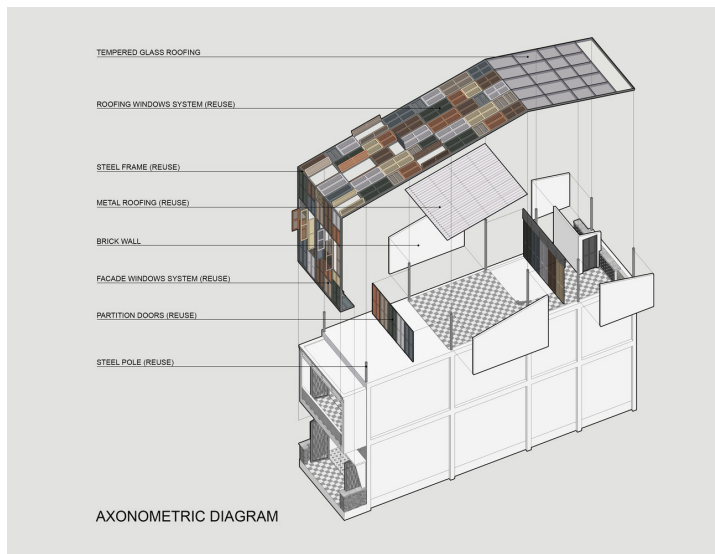 TEMPERED GLASS ROOFING
ROOFING WINDOWS SYSTEM (REUSE)
STEEL FRAME (REUSE)
METAL ROOFING (REUSE)
BRICK WALL
FACADE WINDOWS SYSTEM (REUSE)
PARTITION DOORS (REUSE)
STEEL POLE (REUSE)
AXONOMETRIC DIAGRAM